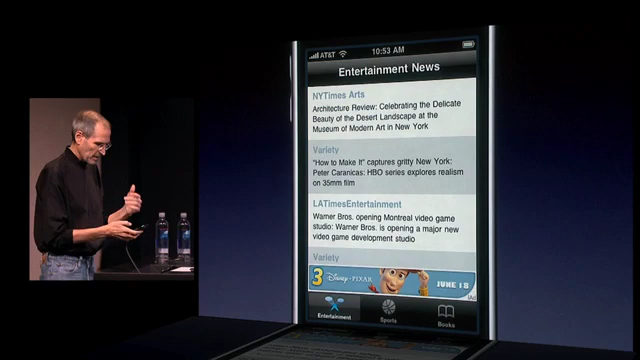 AT&T
10:53 AM
Entertainment News
NYTimes Arts
Architecture Review: Celebrating the Delicate
Beauty of the Desert Landscape at the
Museum of Modern Art in New York
Variety
"How to Make It" captures gritty New York:
Peter Caranicas: HBO series explores realism
on 35mm film
LATimesEntertainment
Warner Bros. opening Montreal video game
studio: Warner Bros. is opening a major new
video game development studio
Variety
3 Disney · PIXAR JUNE 18
Entertainment
Sports
Books